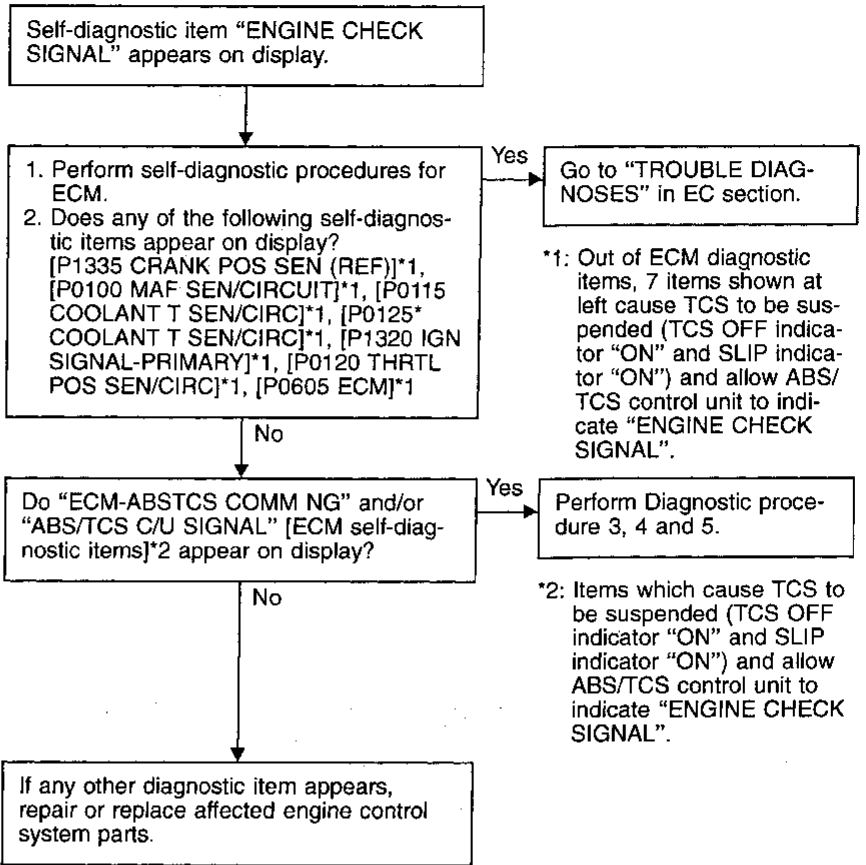 Self-diagnostic item “ENGINE CHECK
SIGNAL” appears on display.
1. Perform self-diagnostic procedures for
ECM.
2. Does any of the following self-diagnos-
tic items appear on display?
[P1335 CRANK POS SEN (REF)]*1,
[P0100 MAF SEN/CIRCUIT]*1, [P0115
COOLANT T SEN/CIRC]*1, [P0125*
COOLANT T SEN/CIRC]*1, [P1320 IGN
SIGNAL-PRIMARY]*1, [P0120 THRTL
POS SEN/CIRC]*1, [P0605 ECM]*1
Yes
Go to “TROUBLE DIAG-
NOSES” in EC section.
*1: Out of ECM diagnostic
items, 7 items shown at
left cause TCS to be sus-
pended (TCS OFF indica-
tor “ON” and SLIP indica-
tor “ON”) and allow ABS/
TCS control unit to indi-
cate “ENGINE CHECK
SIGNAL”.
No
Do “ECM-ABSTCS COMM NG” and/or
“ABS/TCS C/U SIGNAL” [ECM self-diag-
nostic items]*2 appear on display?
Yes
Perform Diagnostic proce-
dure 3, 4 and 5.
*2: Items which cause TCS to
be suspended (TCS OFF
indicator “ON” and SLIP
indicator “ON”) and allow
ABS/TCS control unit to
indicate “ENGINE CHECK
SIGNAL”.
No
If any other diagnostic item appears,
repair or replace affected engine control
system parts.